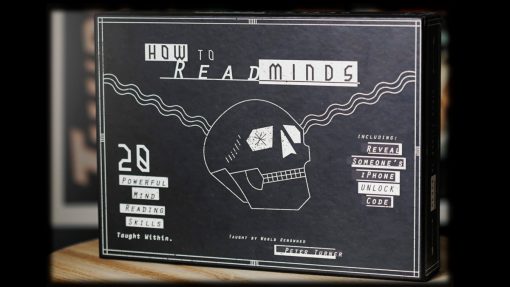 HOW TO
READ MINDS
20
POWERFUL
MIND
READING
SKILLS
Taught Within.
INCLUDING:
REVEAL
SOMEONE'S
iPHONE
UNLOCK
CODE
TAUGHT BY WORLD RENOWNED
PETER TURNER